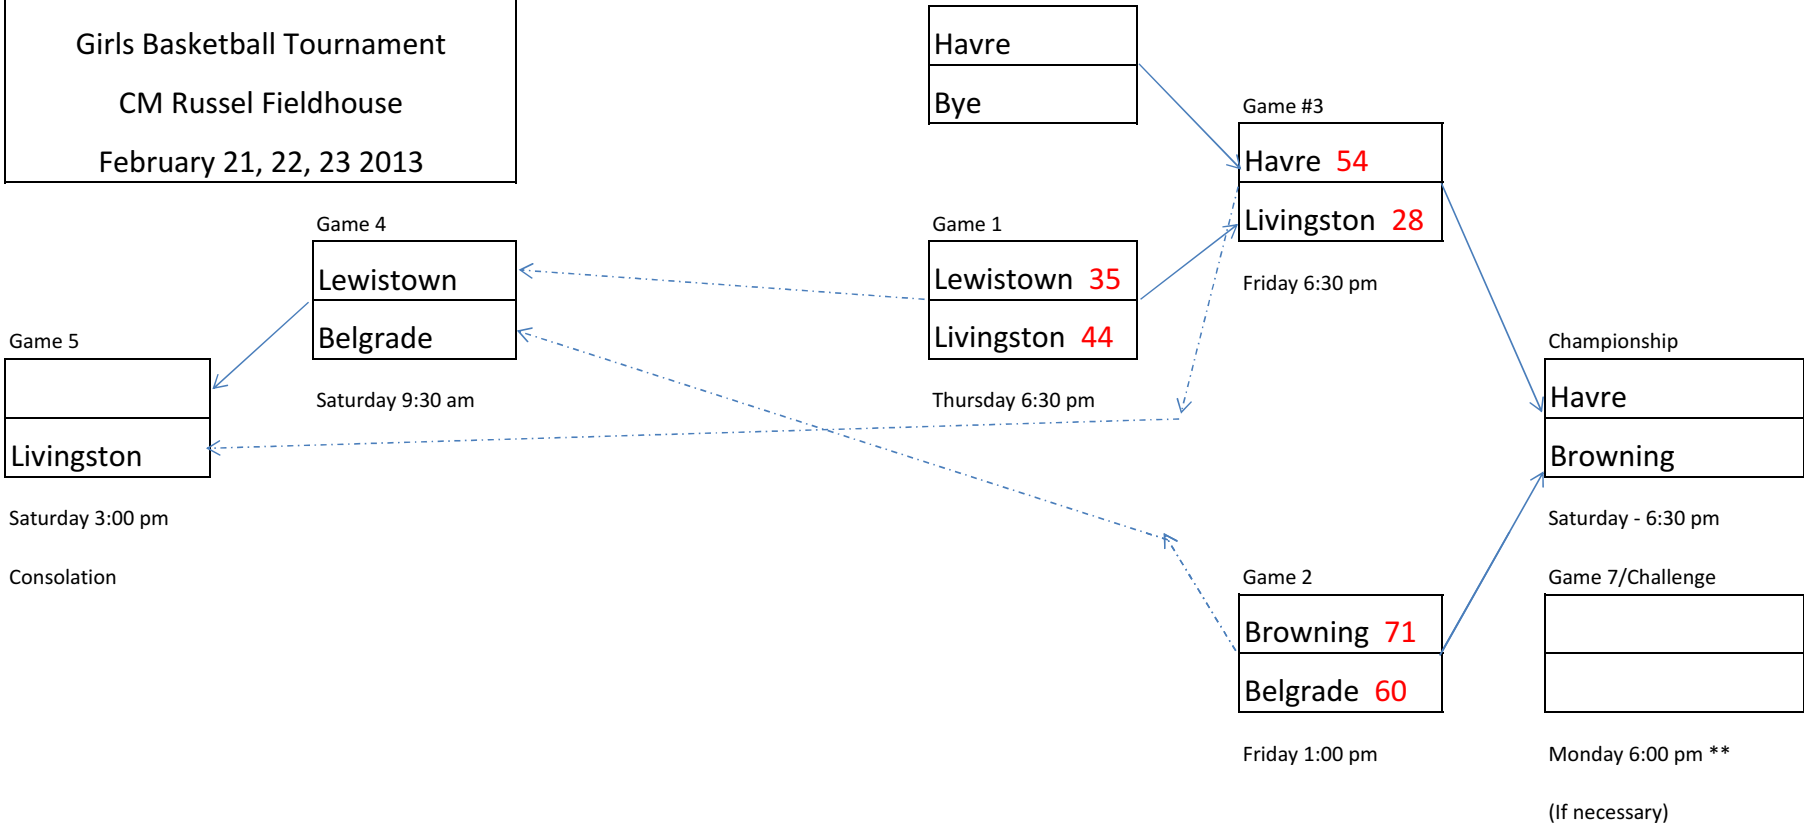 Girls Basketball Tournament
CM Russel Fieldhouse
February 21, 22, 23 2013
Havre
Bye
Game #3
Havre 54
Livingston 28
Friday 6:30 pm
Game 4
Lewistown
Belgrade
Saturday 9:30 am
Game 1
Lewistown 35
Livingston 44
Thursday 6:30 pm
Game 5
Livingston
Saturday 3:00 pm
Consolation
Championship
Havre
Browning
Saturday - 6:30 pm
Game 2
Browning 71
Belgrade 60
Friday 1:00 pm
Game 7/Challenge
Monday 6:00 pm **
(If necessary)